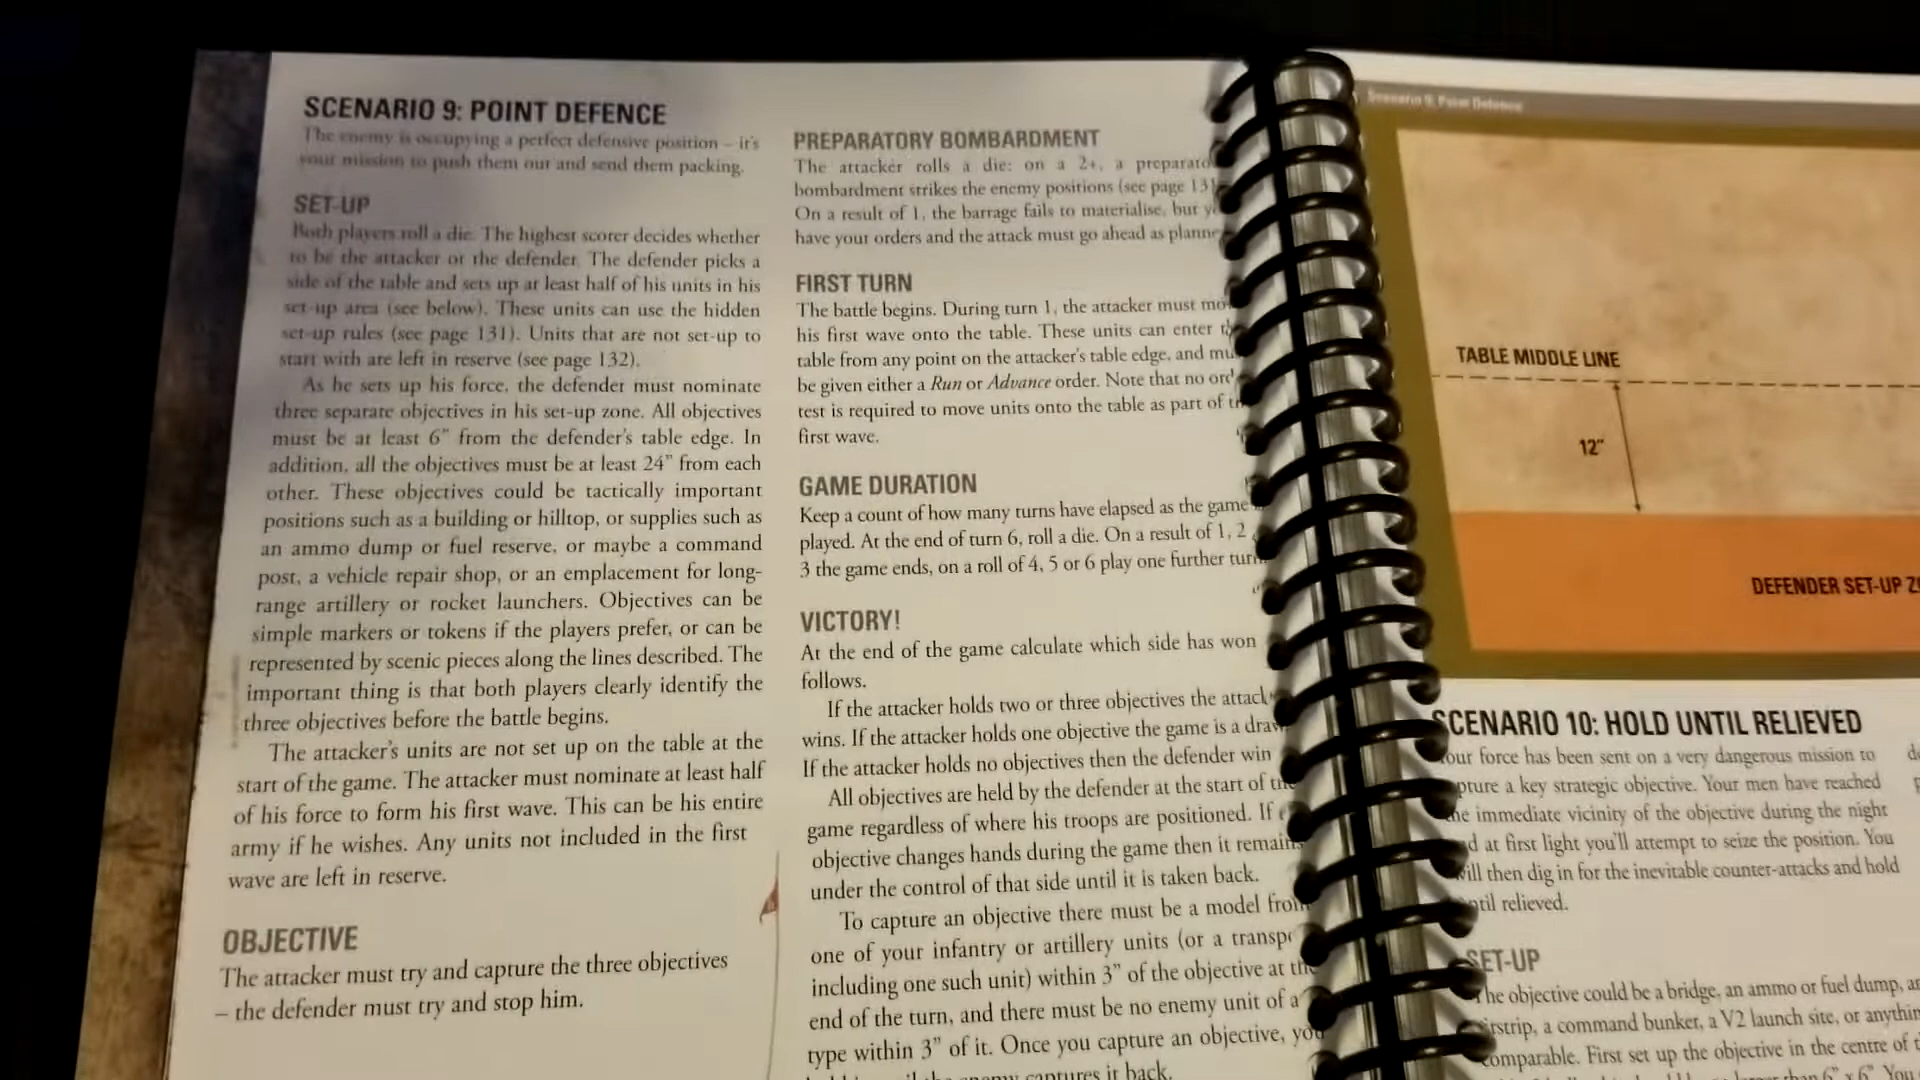 SCENARIO 9: POINT DEFENCE
The enemy is occupying a perfect defensive position – it's
your mission to push them out and send them packing.
SET-UP
Both players roll a die. The highest scorer decides whether
to be the attacker or the defender. The defender picks a
side of the table and sets up at least half of his units in his
set-up area (see below). These units can use the hidden
set-up rules (see page 131). Units that are not set-up to
start with are left in reserve (see page 132).
As he sets up his force, the defender must nominate
three separate objectives in his set-up zone. All objectives
must be at least 6" from the defender's table edge. In
addition, all the objectives must be at least 24" from each
other. These objectives could be tactically important
positions such as a building or hilltop, or supplies such as
an ammo dump or fuel reserve, or maybe a command
post, a vehicle repair shop, or an emplacement for long-
range artillery or rocket launchers. Objectives can be
simple markers or tokens if the players prefer, or can be
represented by scenic pieces along the lines described. The
important thing is that both players clearly identify the
three objectives before the battle begins.
The attacker's units are not set up on the table at the
start of the game. The attacker must nominate at least half
of his force to form his first wave. This can be his entire
army if he wishes. Any units not included in the first
wave are left in reserve.
OBJECTIVE
The attacker must try and capture the three objectives
– the defender must try and stop him.
PREPARATORY BOMBARDMENT
The attacker rolls a die: on a 2+, a
bombardment strikes the enemy positions (see page
On a result of 1, the barrage fails to materialise, but
have your orders and the attack must go ahead as
FIRST TURN
The battle begins. During turn 1, the attacker must
his first wave onto the table. These units can enter
table from any point on the attacker's table edge, and
be given either a Run or Advance order. Note that no
test is required to move units onto the table as part of
first wave.
GAME DURATION
Keep a count of how many turns have elapsed as the game
played. At the end of turn 6, roll a die. On a result of 1, 2
3 the game ends, on a roll of 4, 5 or 6 play one further
VICTORY!
At the end of the game calculate which side has won
follows.
If the attacker holds two or three objectives the
wins. If the attacker holds one objective the game is a
If the attacker holds no objectives then the defender
All objectives are held by the defender at the start of
game regardless of where his troops are positioned. If
objective changes hands during the game then it remains
under the control of that side until it is taken back.
To capture an objective there must be a model from
one of your infantry or artillery units (or a
including one such unit) within 3" of the objective at the
end of the turn, and there must be no enemy unit of
type within 3" of it. Once you capture an objective, you
captures it back.
Scenario 9: Point Defence
TABLE MIDDLE LINE
12"
DEFENDER SET-UP
SCENARIO 10: HOLD UNTIL RELIEVED
force has been sent on a very dangerous mission to
a key strategic objective. Your men have reached
immediate vicinity of the objective during the night
at first light you'll attempt to seize the position. You
then dig in for the inevitable counter-attacks and hold
relieved.
SET-UP
The objective could be a bridge, an ammo or fuel dump,
a command bunker, a V2 launch site, or
comparable. First set up the objective in the centre of
6" x 6". You